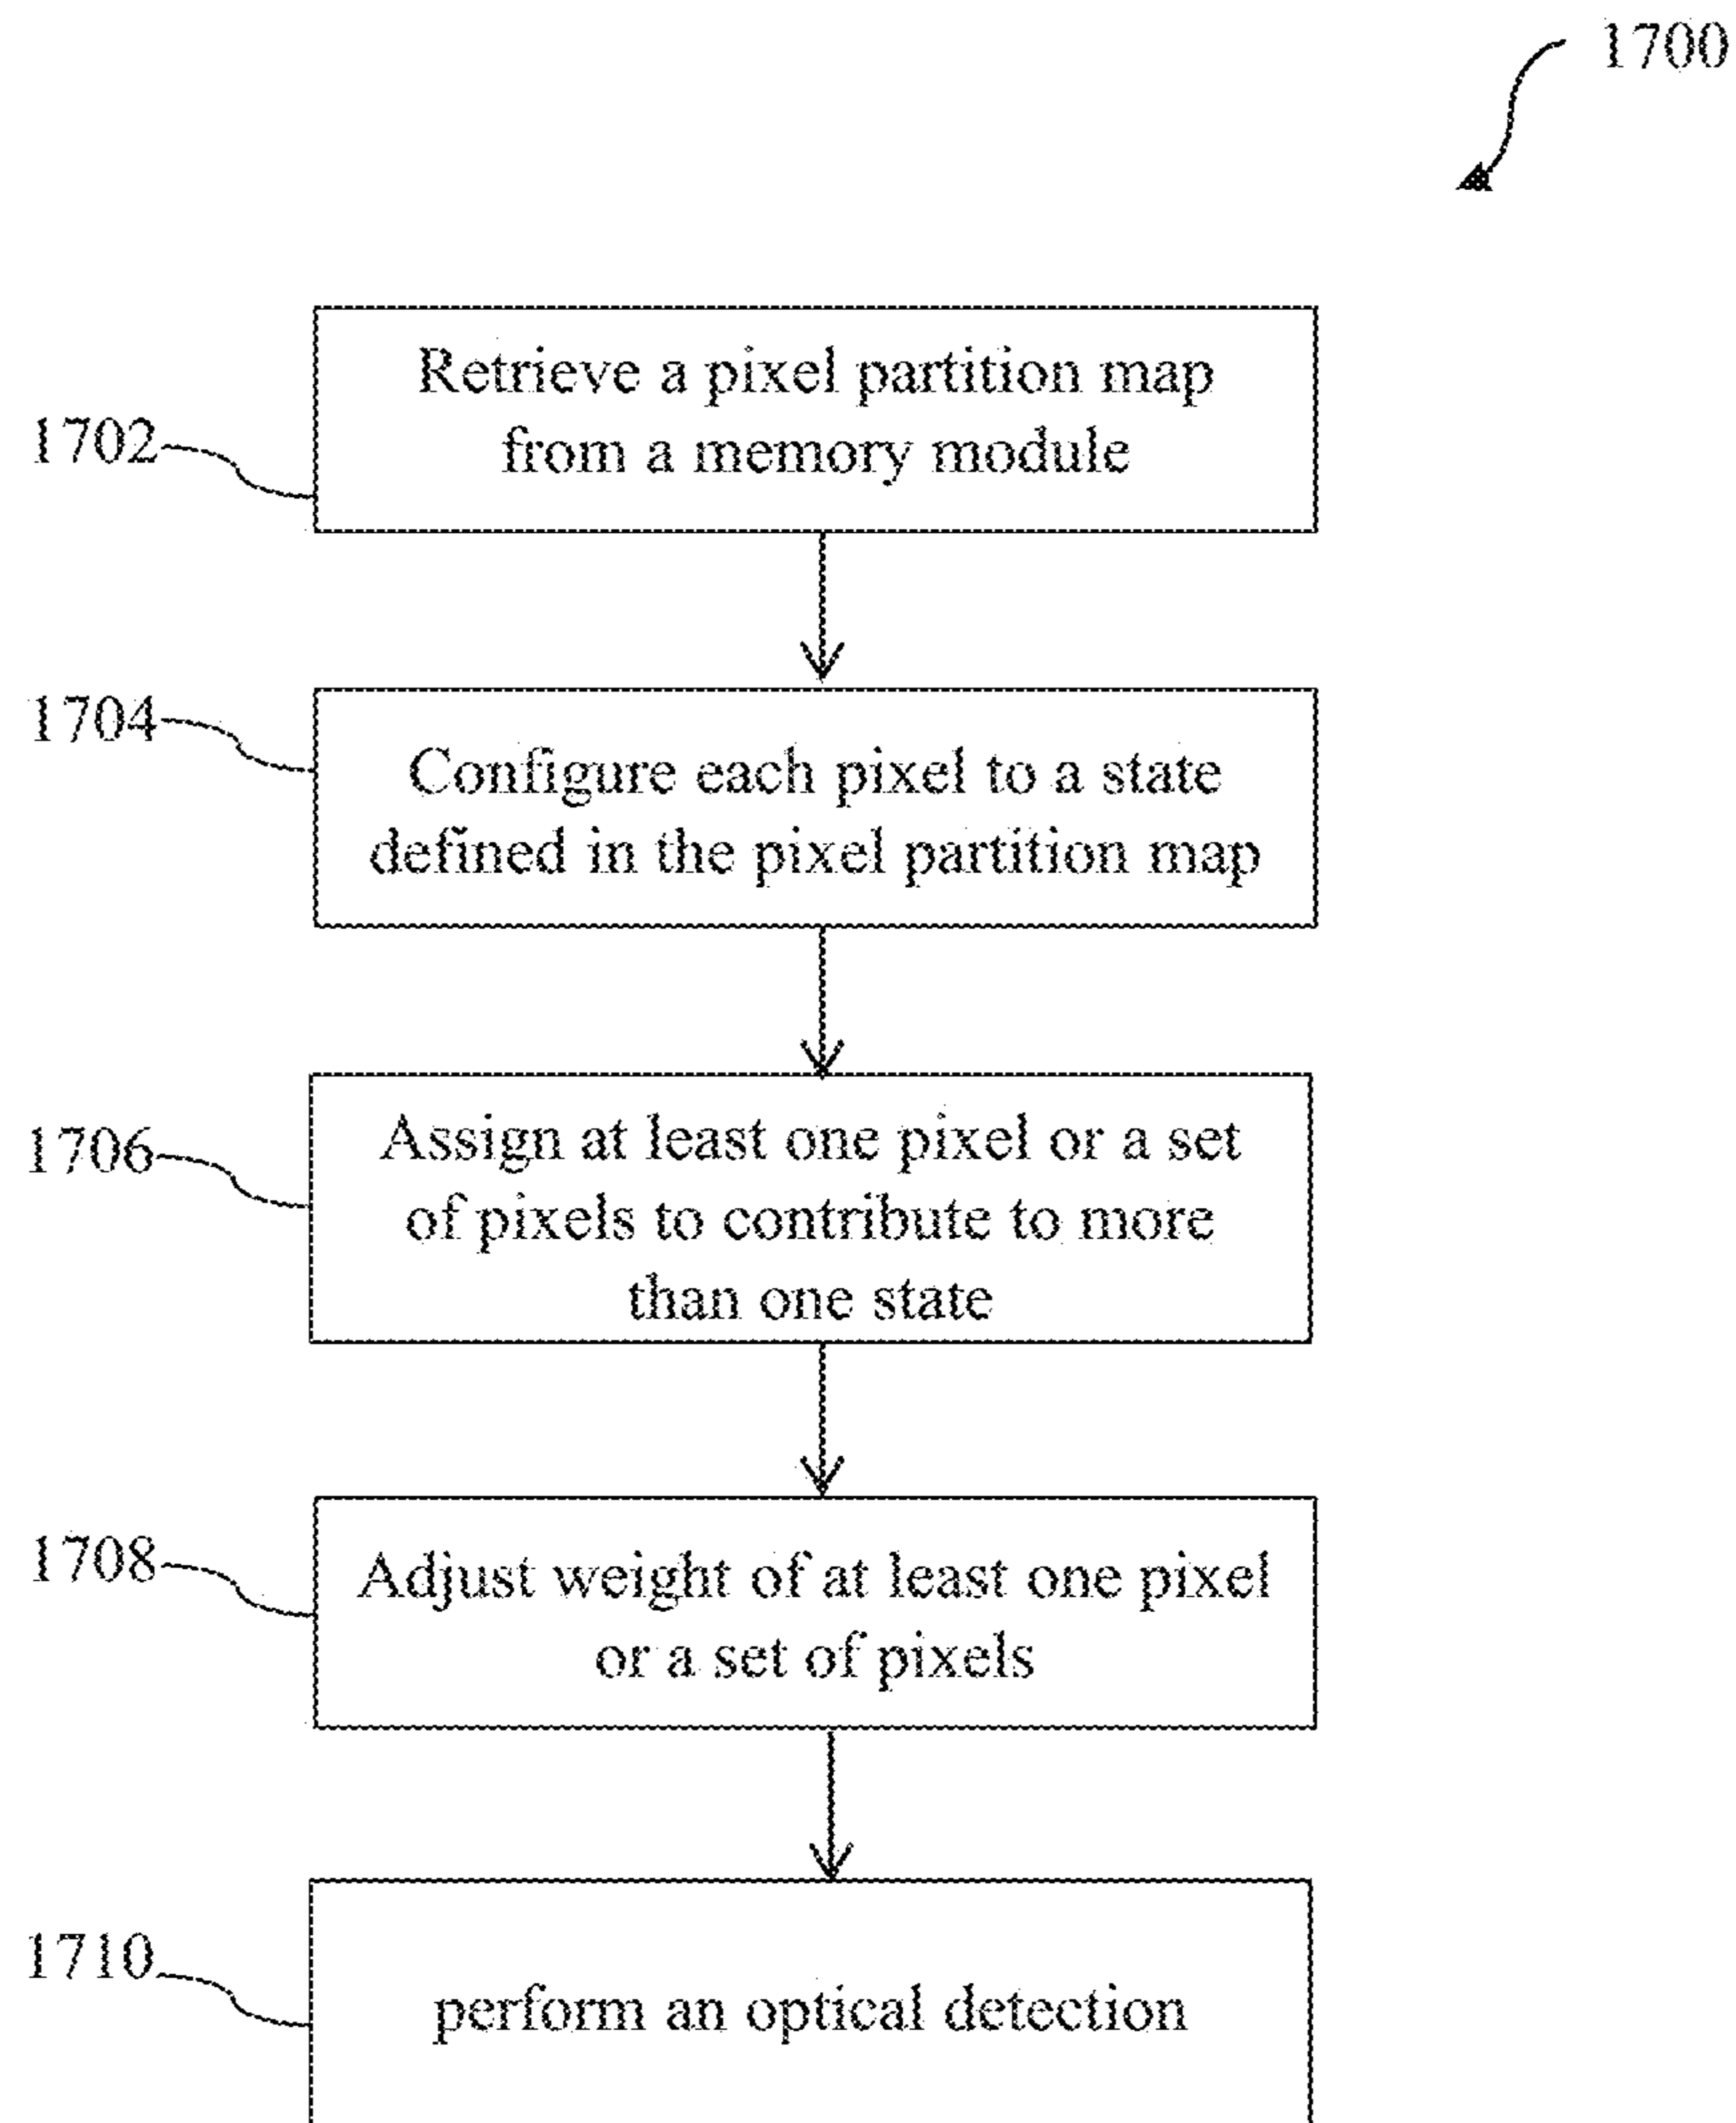 1700
1702
Retrieve a pixel partition map
from a memory module
1704
Configure each pixel to a state
defined in the pixel partition map
1706
Assign at least one pixel or a set
of pixels to contribute to more
than one state
1708
Adjust weight of at least one pixel
or a set of pixels
1710
perform an optical detection